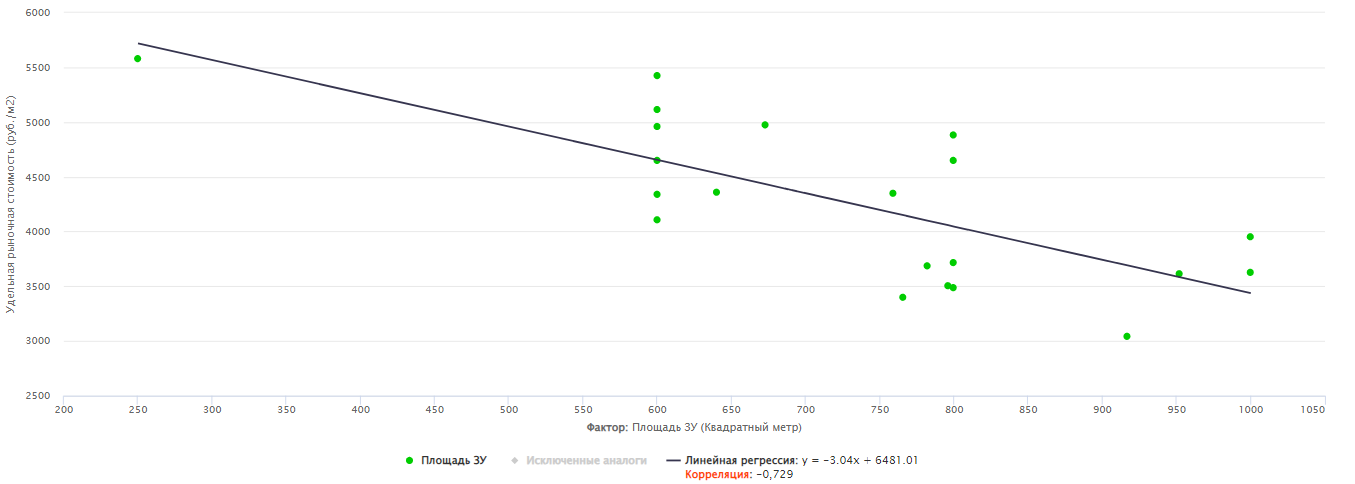 6000
5500
5000
4500
4000
3500
3000
2500
Удельная рыночная стоимость (руб./м2)
200 250 300 350 400 450 500 550 600 650 700 750 800 850 900 950 1000 1050
Фактор: Площадь ЗУ (Квадратный метр)
Площадь ЗУ Исключенные аналоги Линейная регрессия: y = -3.04x + 6481.01
Корреляция: -0,729